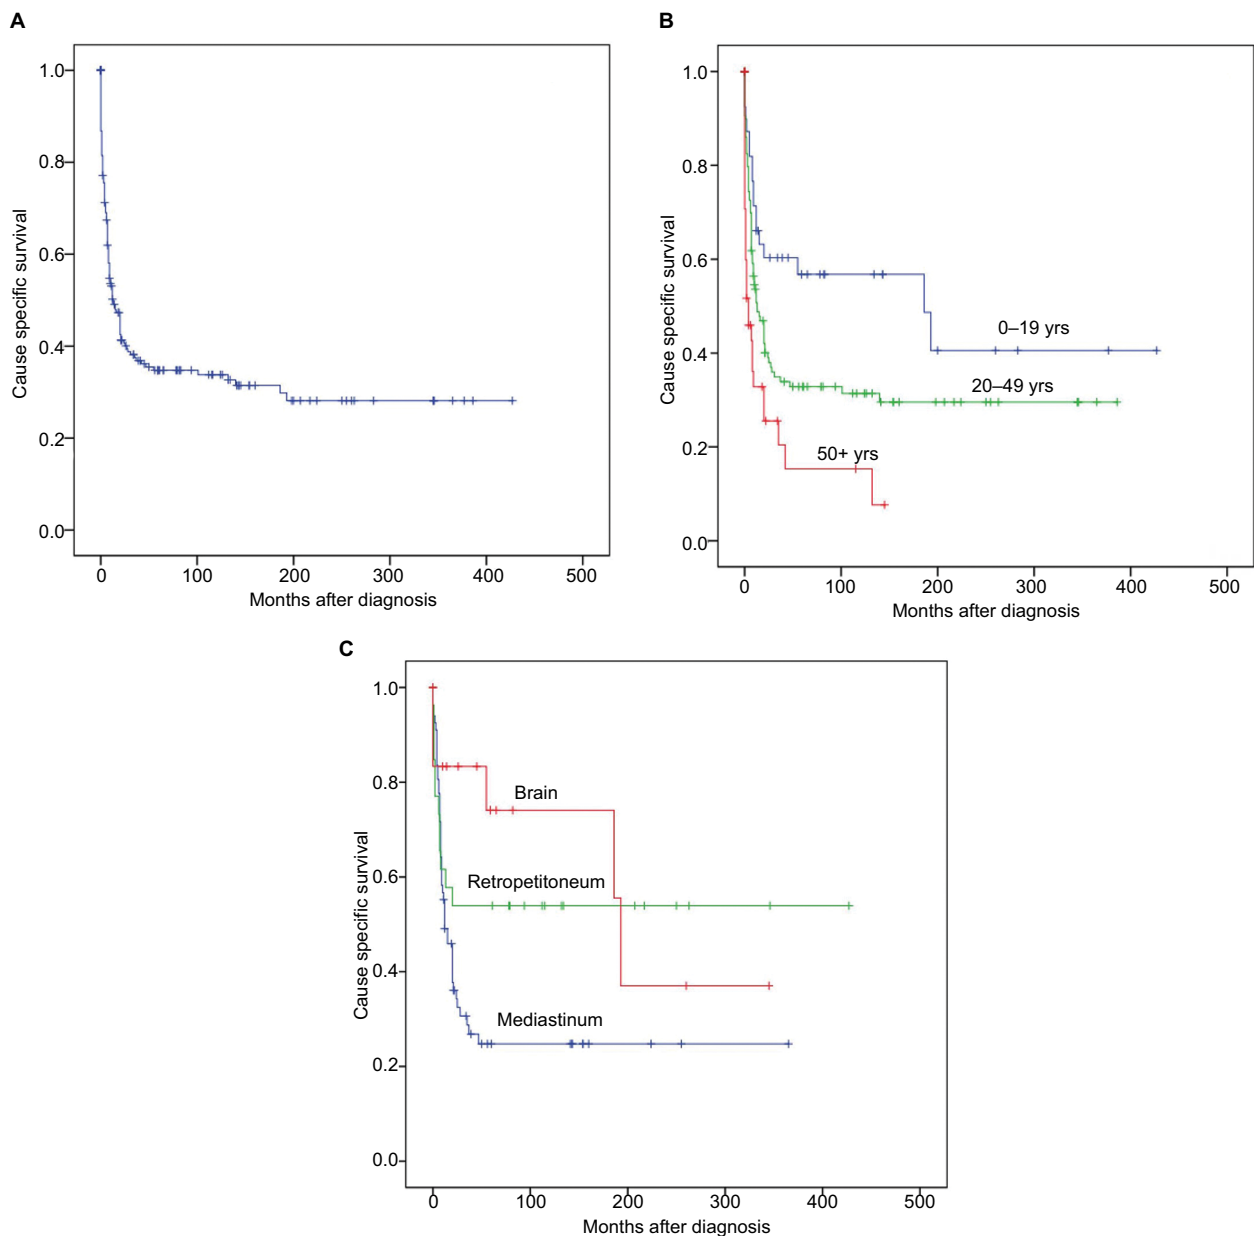 A
Cause specific survival
1.0
0.8
0.6
0.4
0.2
0.0
0 100 200 300 400 500
Months after diagnosis
B
Cause specific survival
1.0
0.8
0.6
0.4
0.2
0.0
0–19 yrs
20–49 yrs
50+ yrs
0 100 200 300 400 500
Months after diagnosis
C
Cause specific survival
1.0
0.8
0.6
0.4
0.2
0.0
Brain
Retropetitoneum
Mediastinum
0 100 200 300 400 500
Months after diagnosis